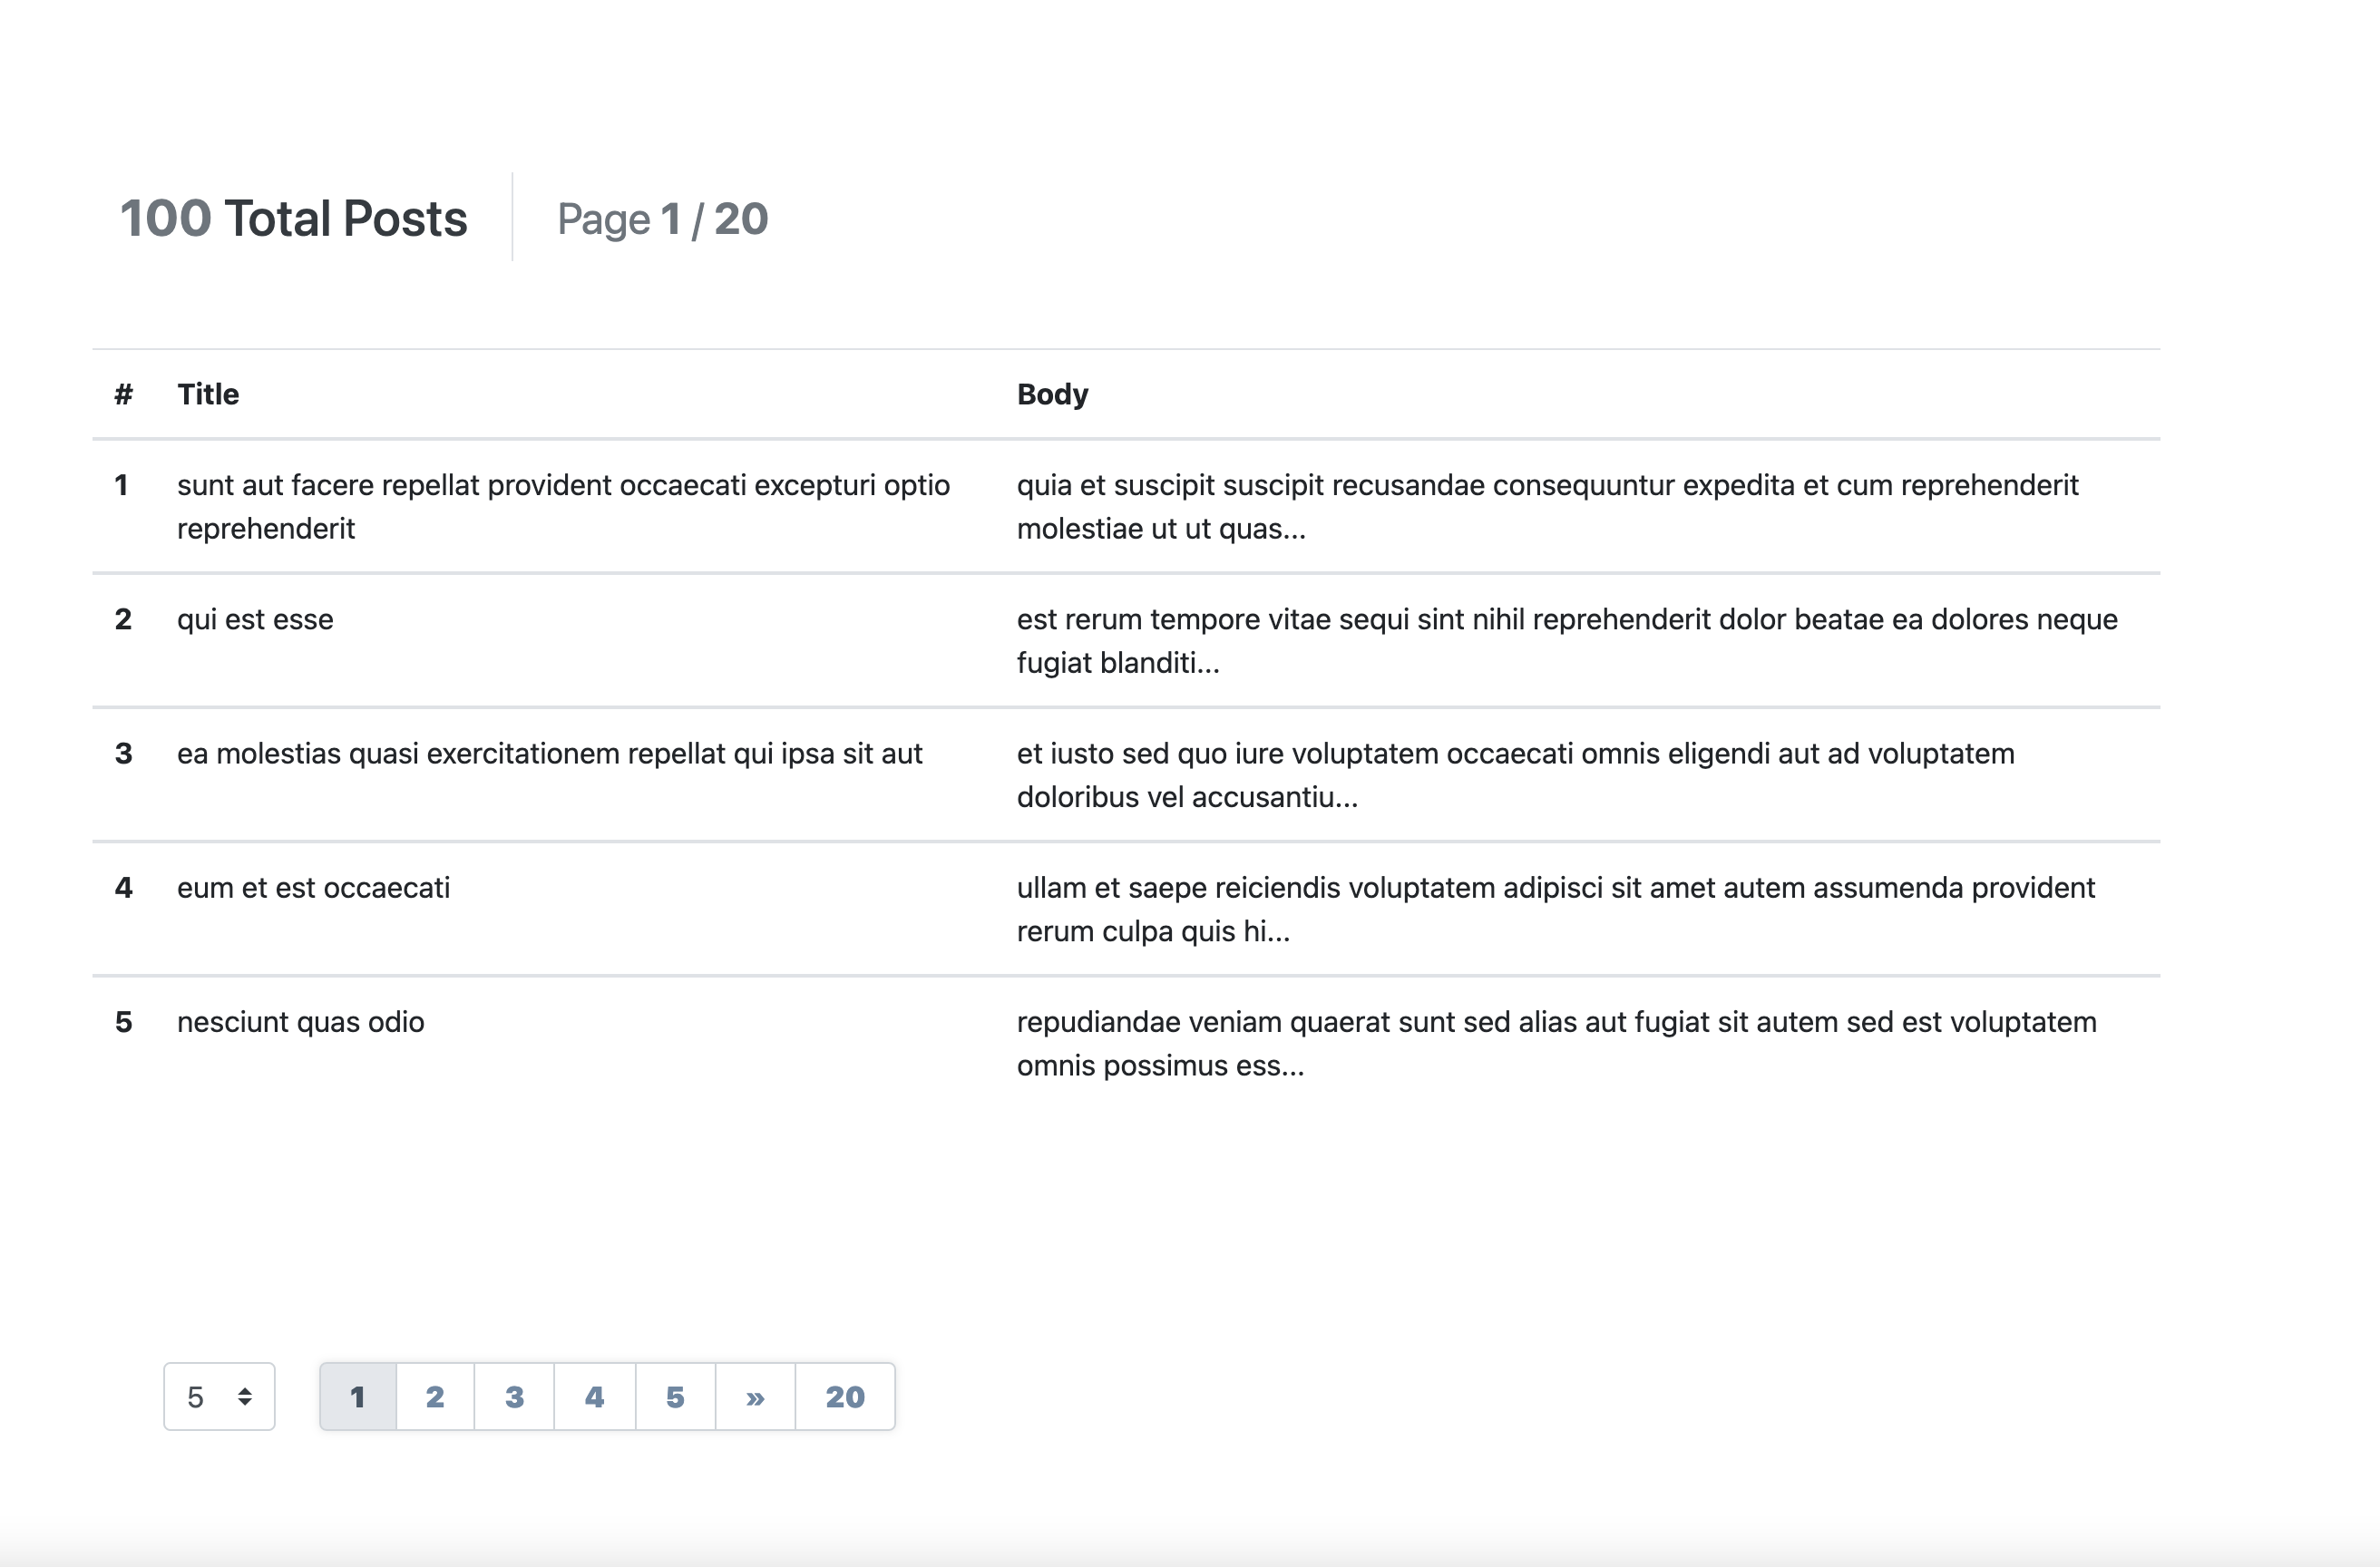 100 Total Posts
Page 1 / 20
# Title Body
1 sunt aut facere repellat provident occaecati excepturi optio
reprehenderit
quia et suscipit suscipit recusandae consequuntur expedita et cum reprehenderit
molestiae ut ut quas...
2 qui est esse
est rerum tempore vitae sequi sint nihil reprehenderit dolor beatae ea dolores neque
fugiat blanditi...
3 ea molestias quasi exercitationem repellat qui ipsa sit aut
et iusto sed quo iure voluptatem occaecati omnis eligendi aut ad voluptatem
doloribus vel accusantiu...
4 eum et est occaecati
ullam et saepe reiciendis voluptatem adipisci sit amet autem assumenda provident
rerum culpa quis hi...
5 nesciunt quas odio
repudiandae veniam quaerat sunt sed alias aut fugiat sit autem sed est voluptatem
omnis possimus ess...
5
1 2 3 4 5 » 20